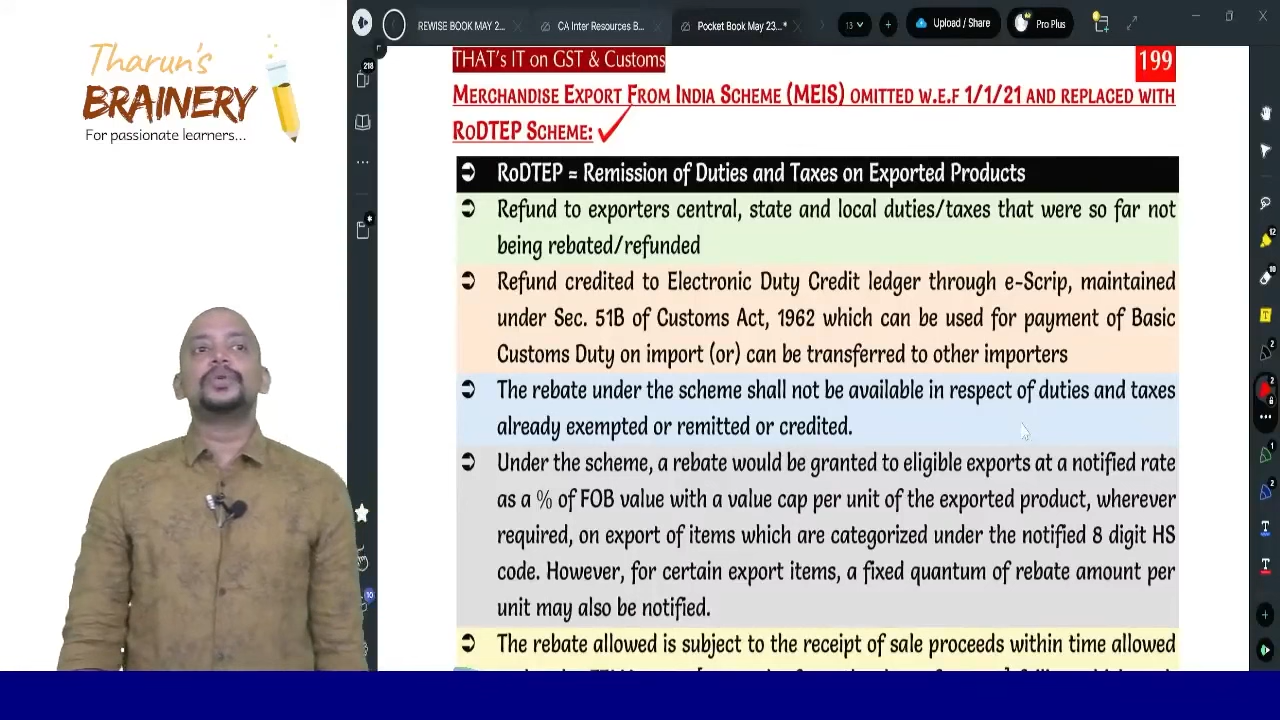 Tharun's
BRAINERY
For passionate learners...
REWISE BOOK MAY 2...
CA Inter Resources B...
Pocket Book May 23...*
13
Upload / Share
Pro Plus
218
THAT's IT on GST & Customs
199
MERCHANDISE EXPORT FROM INDIA SCHEME (MEIS) OMITTED W.E.F 1/1/21 AND REPLACED WITH
RODTEP SCHEME:
RoDTEP = Remission of Duties and Taxes on Exported Products
Refund to exporters central, state and local duties/taxes that were so far not
being rebated/refunded
Refund credited to Electronic Duty Credit ledger through e-Scrip, maintained
under Sec. 51B of Customs Act, 1962 which can be used for payment of Basic
Customs Duty on import (or) can be transferred to other importers
The rebate under the scheme shall not be available in respect of duties and taxes
already exempted or remitted or credited.
Under the scheme, a rebate would be granted to eligible exports at a notified rate
as a % of FOB value with a value cap per unit of the exported product, wherever
required, on export of items which are categorized under the notified 8 digit HS
code. However, for certain export items, a fixed quantum of rebate amount per
unit may also be notified.
The rebate allowed is subject to the receipt of sale proceeds within time allowed